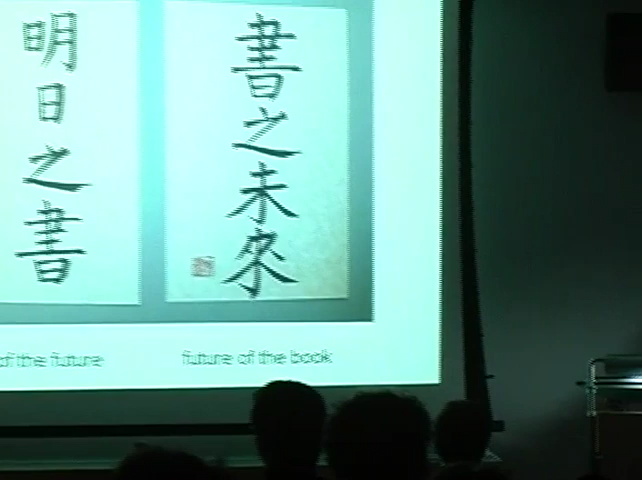 明日之書
書之未來
of the future
future of the book